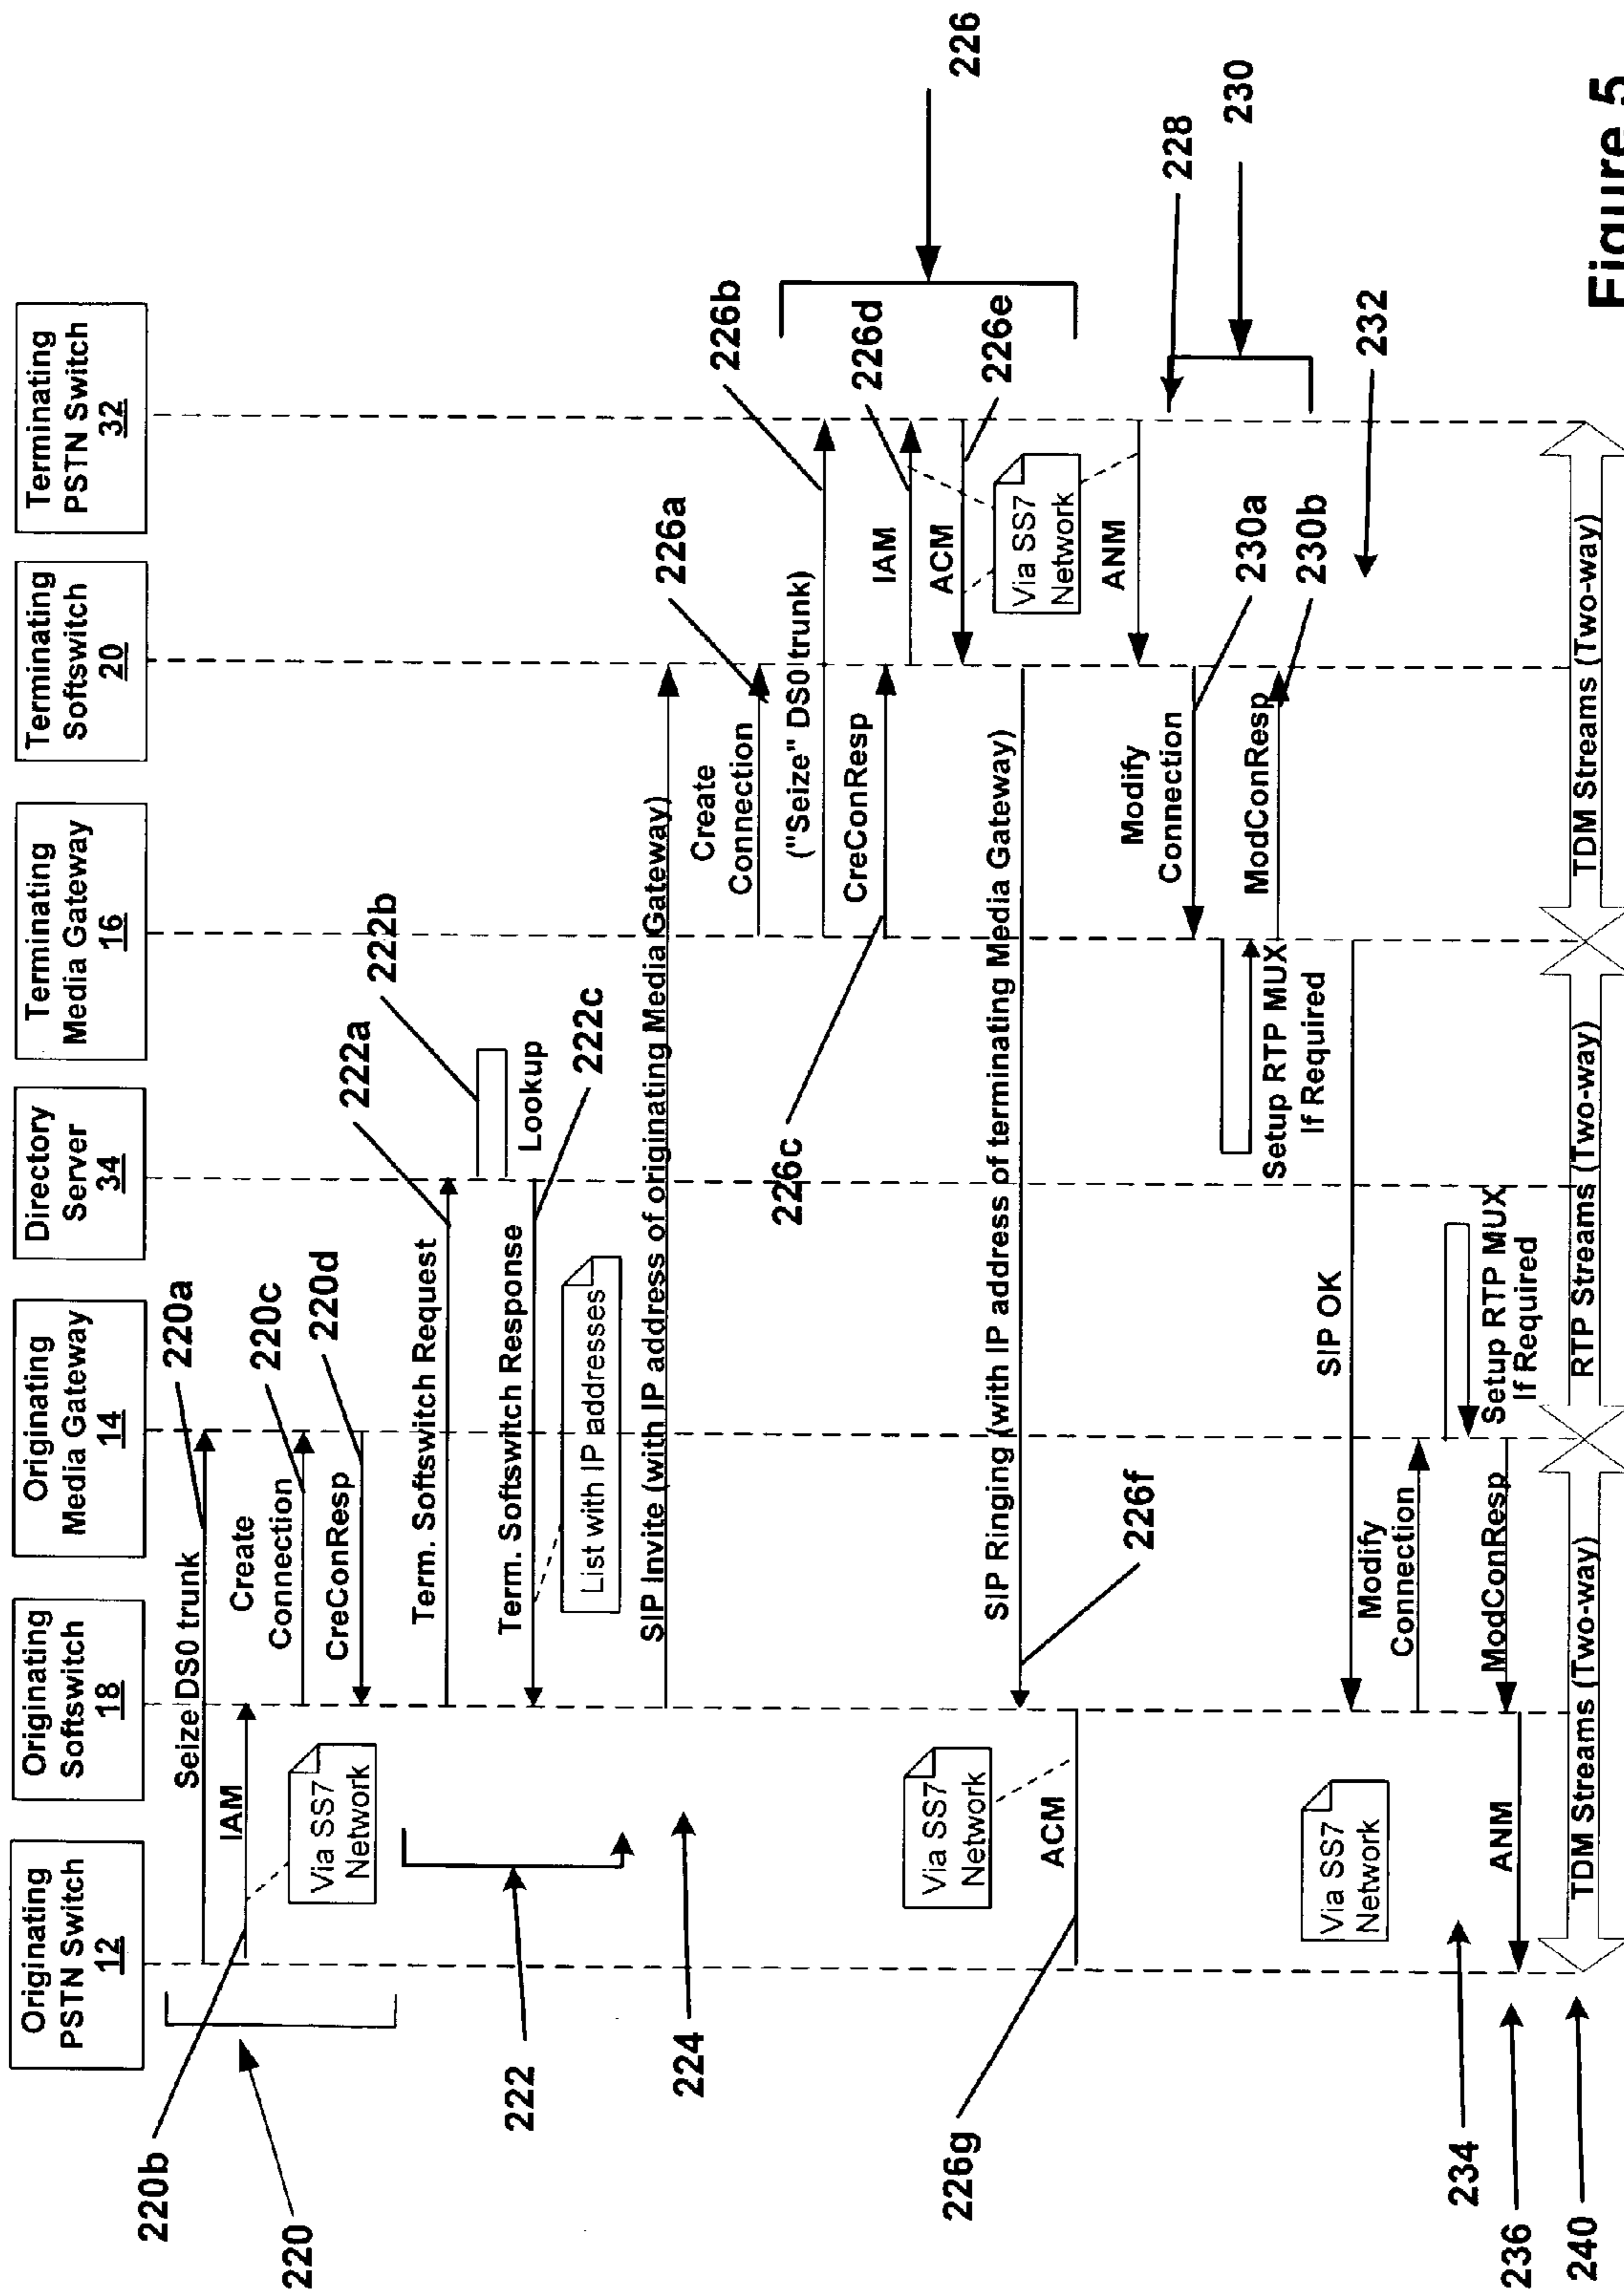 Originating
PSTN Switch
12
Originating
Softswitch
18
Originating
Media Gateway
14
Directory
Server
34
Terminating
Media Gateway
16
Terminating
Softswitch
20
Terminating
PSTN Switch
32
220b
220
220a
Seize DS0 trunk
IAM
Via SS7
Network
Create
Connection
220c
CreConResp
220d
222
Term. Softswitch Request
222a
222b
Lookup
Term. Softswitch Response
222c
List with IP addresses
224
SIP Invite (with IP address of originating Media Gateway)
Create
Connection
226a
("Seize" DS0 trunk)
226b
CreConResp
226c
IAM
226d
ACM
226e
226
Via SS7
Network
SIP Ringing (with IP address of terminating Media Gateway)
226f
Via SS7
Network
ACM
226g
ANM
228
Modify
Connection
230a
230
Setup RTP MUX
If Required
ModConResp
230b
SIP OK
232
Via SS7
Network
Modify
Connection
234
Setup RTP MUX
If Required
ModConResp
ANM
236
TDM Streams (Two-way)
RTP Streams (Two-way)
TDM Streams (Two-way)
240
Figure 5